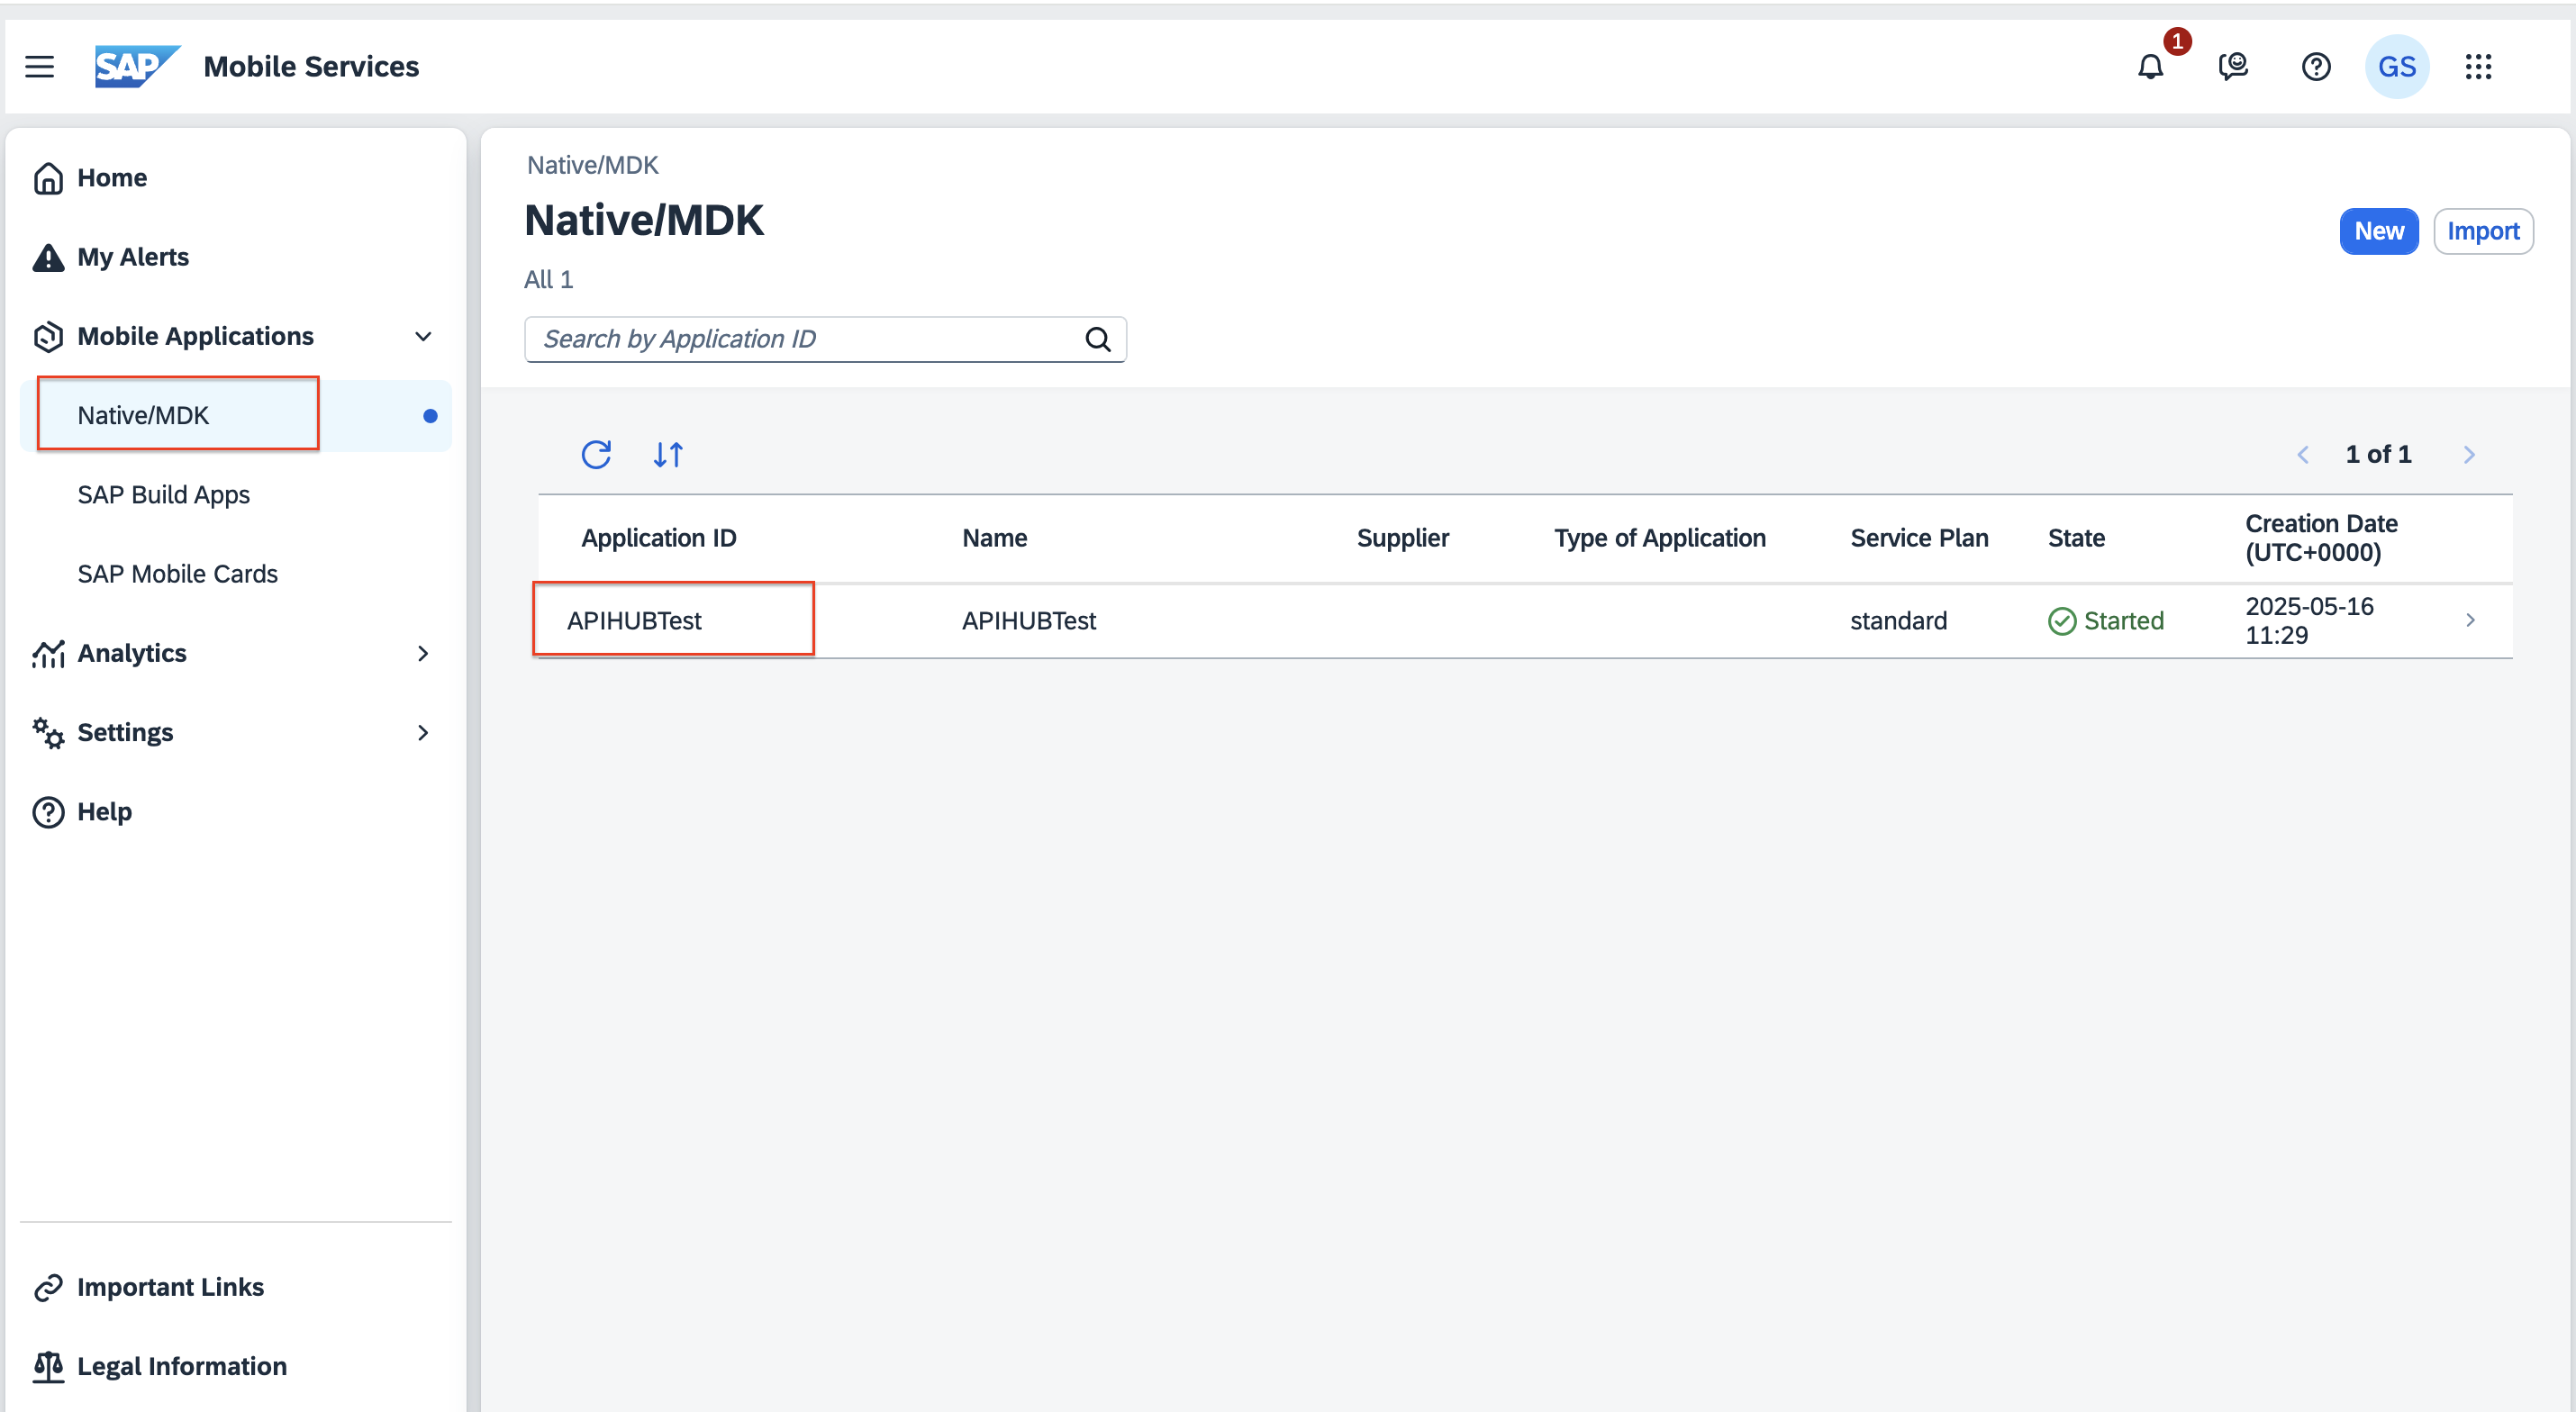 SAP Mobile Services
1
GS
Home
My Alerts
Mobile Applications
Native/MDK
SAP Build Apps
SAP Mobile Cards
Analytics
Settings
Help
Important Links
Legal Information
Native/MDK
Native/MDK
New
Import
All 1
Search by Application ID
1 of 1
Application ID
Name
Supplier
Type of Application
Service Plan
State
Creation Date
(UTC+0000)
APIHUBTest
APIHUBTest
standard
Started
2025-05-16
11:29